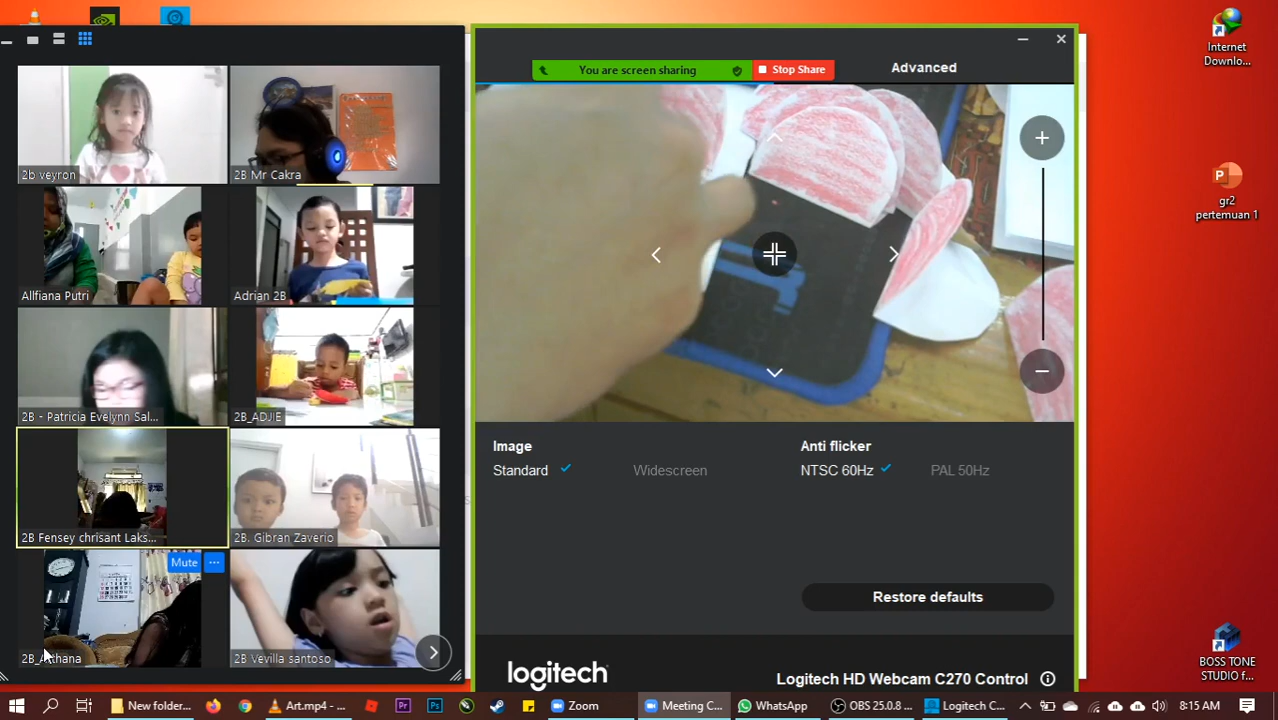 You are screen sharing
Stop Share
Advanced
2b veyron
2B Mr Cakra
Allfiana Putri
Adrian 2B
2B - Patricia Evelynn Sal...
2B_ADJIE
2B Fensey chrisant Laks...
2B. Gibran Zaverio
Mute
...
2B Vevilla santoso
Image
Standard
Widescreen
Anti flicker
NTSC 60Hz
PAL 50Hz
Restore defaults
logitech
Logitech HD Webcam C270 Control
Internet
Downlo...
gr2
pertemuan 1
BOSS TONE
STUDIO f...
New folder...
Art.mp4 - ...
Pr
Ps
Zoom
Meeting C...
WhatsApp
OBS 25.0.8 ...
Logitech C...
8:15 AM